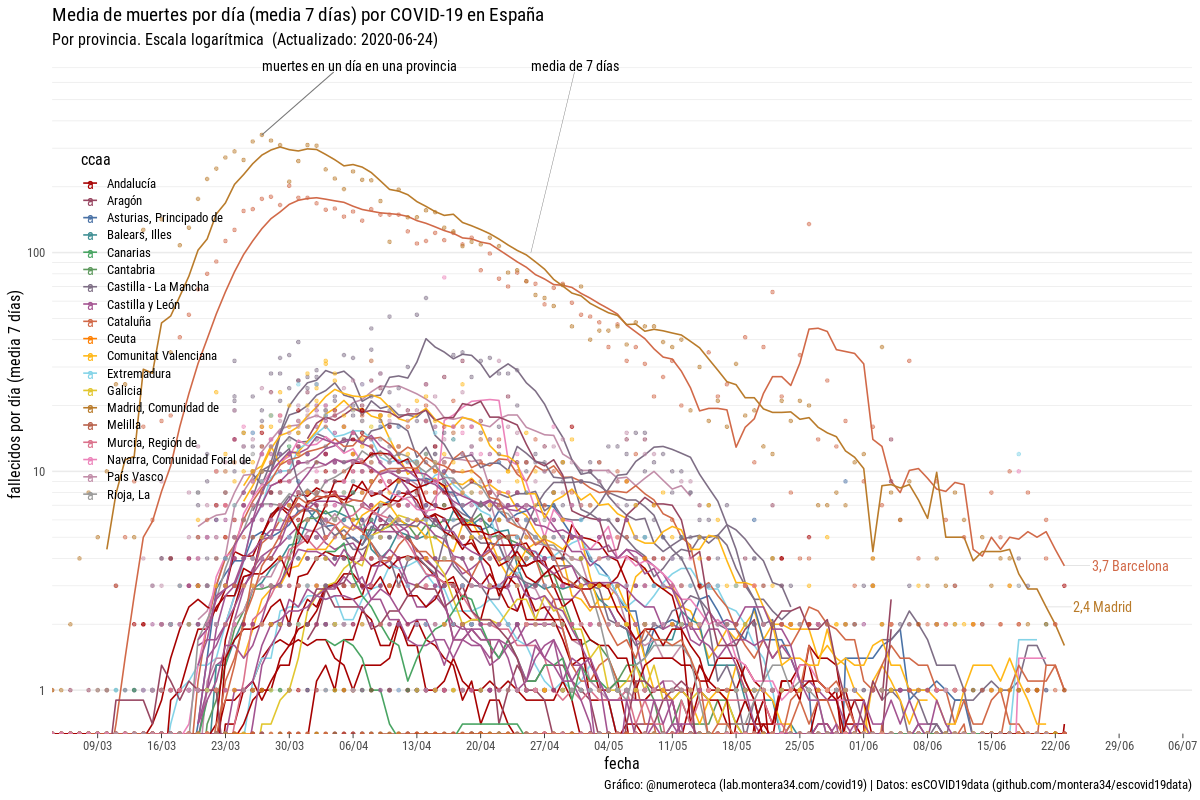 Media de muertes por día (media 7 días) por COVID-19 en España
Por provincia. Escala logarítmica (Actualizado: 2020-06-24)
muertes en un día en una provincia
media de 7 días
ccaa
Andalucía
Aragón
Asturias, Principado de
Balears, Illes
Canarias
Cantabria
Castilla - La Mancha
Castilla y León
Cataluña
Ceuta
Comunitat Valenciana
Extremadura
Galicia
Madrid, Comunidad de
Melilla
Murcia, Región de
Navarra, Comunidad Foral de
País Vasco
Rioja, La
fallecidos por día (media 7 días)
100
10
1
3,7 Barcelona
2,4 Madrid
09/03 16/03 23/03 30/03 06/04 13/04 20/04 27/04 04/05 11/05 18/05 25/05 01/06 08/06 15/06 22/06 29/06 06/07
fecha
Gráfico: @numeroteca (lab.montera34.com/covid19) | Datos: esCOVID19data (github.com/montera34/escovid19data)